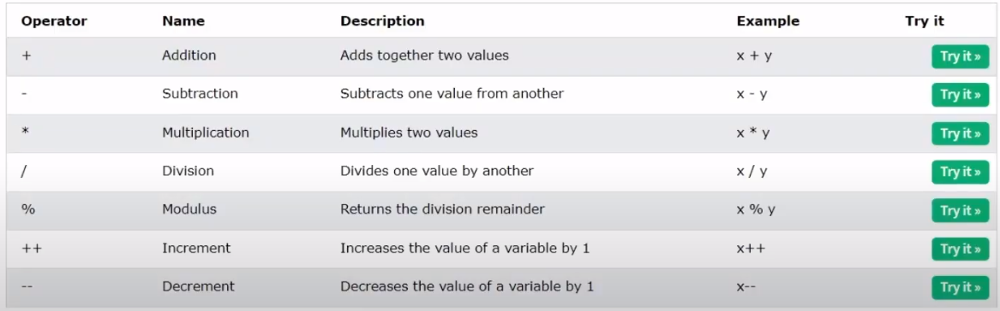 Operator Name Description Example Try it
+ Addition Adds together two values x + y Try it »
- Subtraction Subtracts one value from another x - y Try it »
* Multiplication Multiplies two values x * y Try it »
/ Division Divides one value by another x / y Try it »
% Modulus Returns the division remainder x % y Try it »
++ Increment Increases the value of a variable by 1 x++ Try it »
-- Decrement Decreases the value of a variable by 1 x-- Try it »